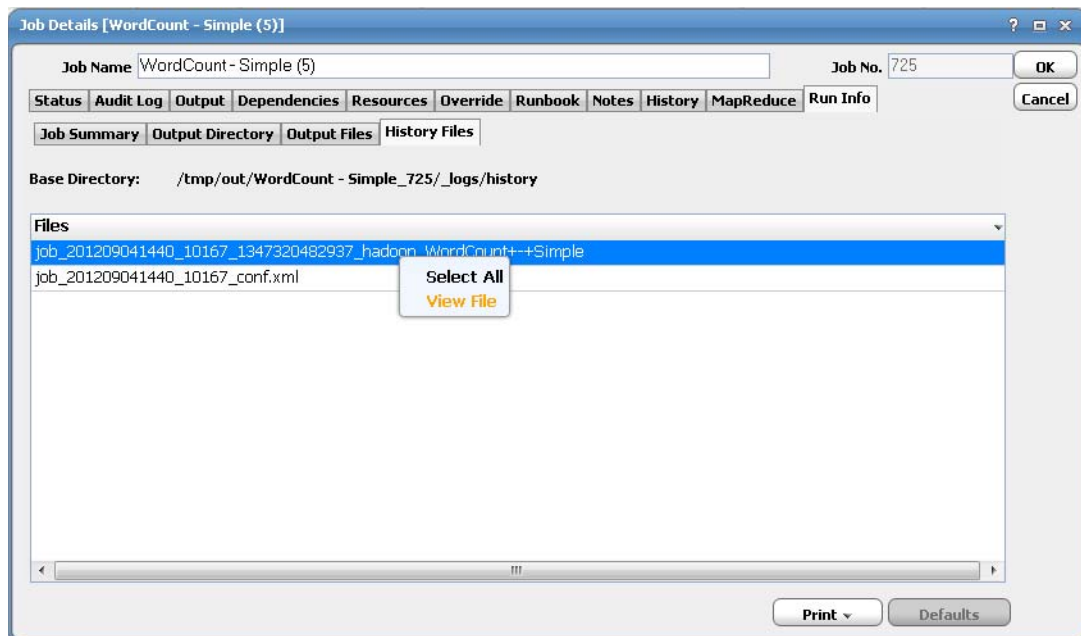 Job Details [WordCount - Simple (5)]
Job Name WordCount - Simple (5) Job No. 725 OK
Status Audit Log Output Dependencies Resources Override Runbook Notes History MapReduce Run Info Cancel
Job Summary Output Directory Output Files History Files
Base Directory: /tmp/out/WordCount - Simple_725/_logs/history
Files
job_201209041440_10167_1347320482937_hadoop_WordCount+-+Simple
job_201209041440_10167_conf.xml Select All
View File
Print Defaults